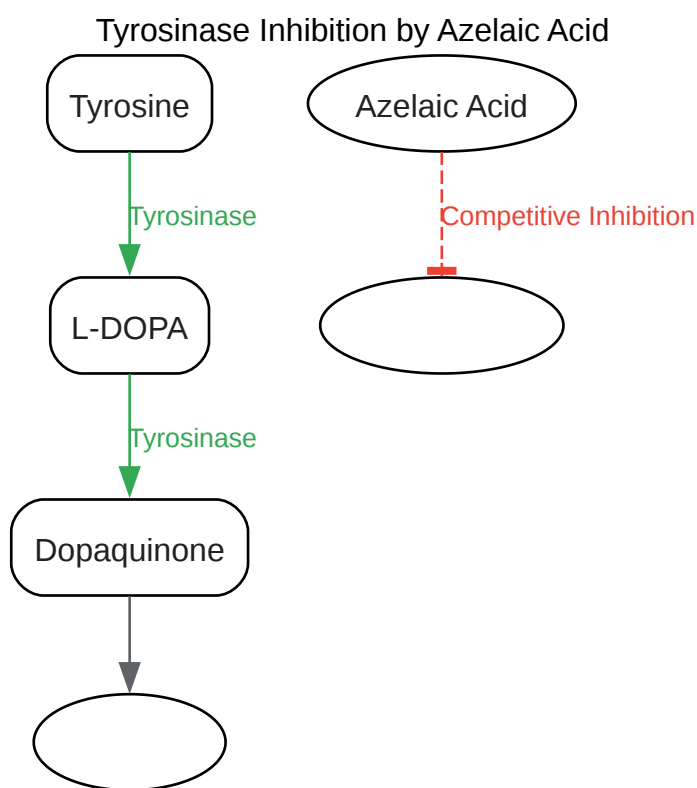 Tyrosinase Inhibition by Azelaic Acid
Tyrosine
Azelaic Acid
Tyrosinase
Competitive Inhibition
L-DOPA
Tyrosinase
Dopaquinone